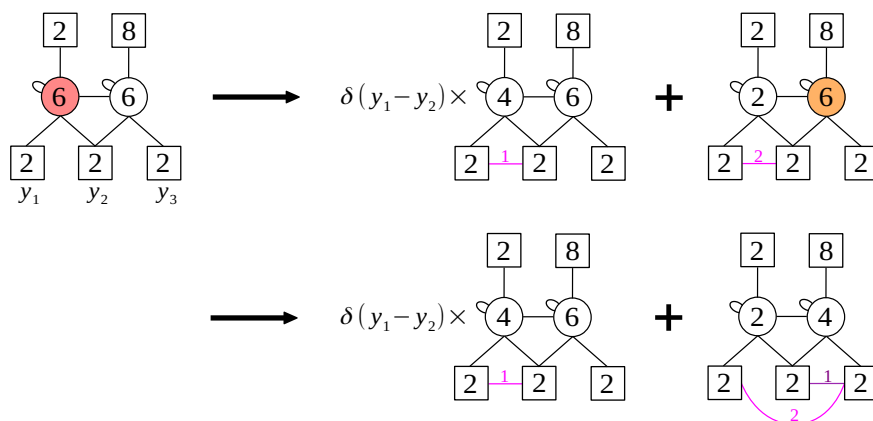 2 8 2 8 2 8
6 6 δ(y₁−y₂)× 4 6 + 2 6
2 2 2 2 1 2 2 2 2 2 2
y₁ y₂ y₃
2 8 2 8
δ(y₁−y₂)× 4 6 + 2 4
2 1 2 2 2 2 1 2
2